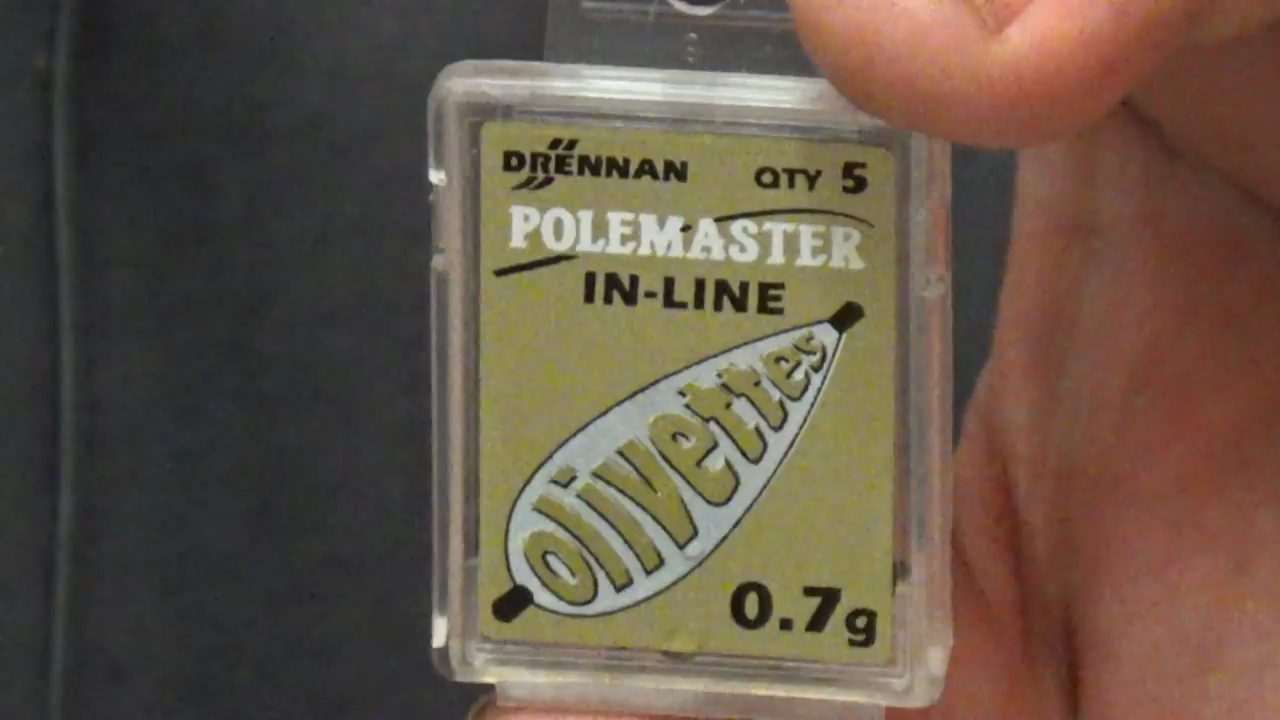 DRENNAN QTY 5
POLEMASTER
IN-LINE
olivettes
0.7g